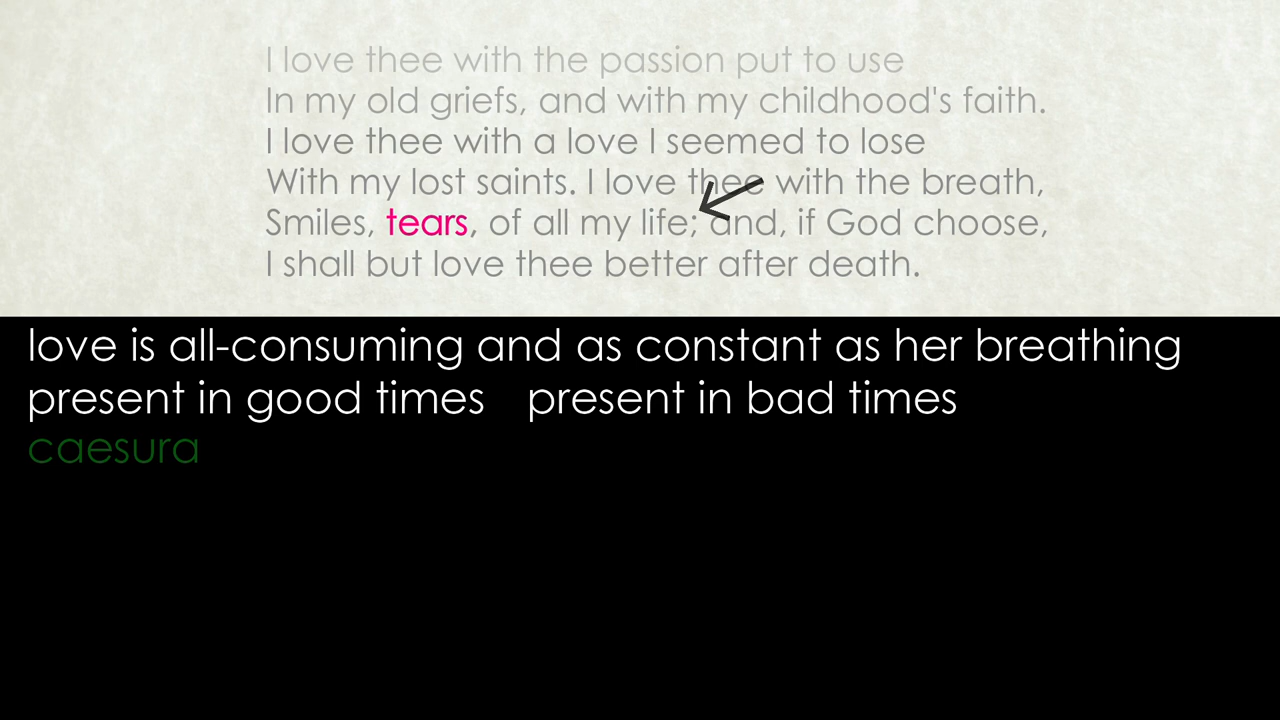 I love thee with the passion put to use
In my old griefs, and with my childhood's faith.
I love thee with a love I seemed to lose
With my lost saints. I love thee with the breath,
Smiles, tears, of all my life; and, if God choose,
I shall but love thee better after death.
love is all-consuming and as constant as her breathing
present in good times present in bad times
caesura